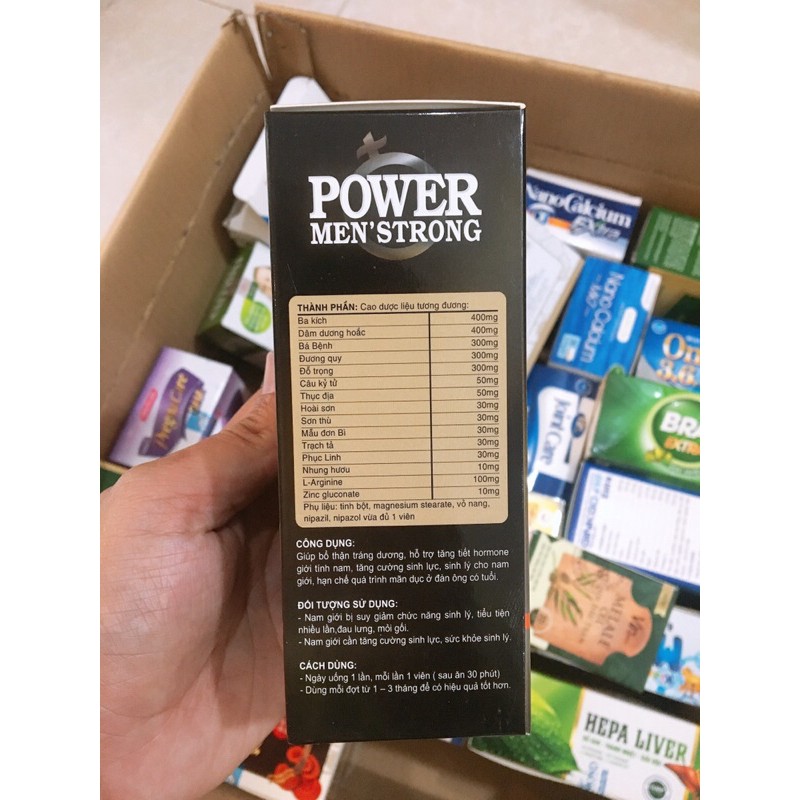 POWER
MEN'STRONG
THÀNH PHẦN: Cao dược liệu tương đương:
Ba kích 400mg
Dâm dương hoắc 400mg
Bá Bệnh 300mg
Đương quy 300mg
Đỗ trọng 300mg
Câu kỷ tử 50mg
Thục địa 50mg
Hoài sơn 30mg
Sơn thù 30mg
Mẫu đơn Bì 30mg
Trạch tả 30mg
Phục Linh 30mg
Nhung hươu 10mg
L-Arginine 100mg
Zinc gluconate 10mg
Phụ liệu: tinh bột, magnesium stearate, vỏ nang,
nipazil, nipazol vừa đủ 1 viên
CÔNG DỤNG:
Giúp bổ thận tráng dương, hỗ trợ tăng tiết hormone
giới tính nam, tăng cường sinh lực, sinh lý cho nam
giới, hạn chế quá trình mãn dục ở đàn ông có tuổi.
ĐỐI TƯỢNG SỬ DỤNG:
- Nam giới bị suy giảm chức năng sinh lý, tiểu tiện
nhiều lần,đau lưng, mỏi gối.
- Nam giới cần tăng cường sinh lực, sức khỏe sinh lý.
CÁCH DÙNG:
- Ngày uống 1 lần, mỗi lần 1 viên ( sau ăn 30 phút)
- Dùng mỗi đợt từ 1 – 3 tháng để có hiệu quả tốt hơn.
NanoCalcium
Nano Calcium
Joint Care
HEPA LIVER